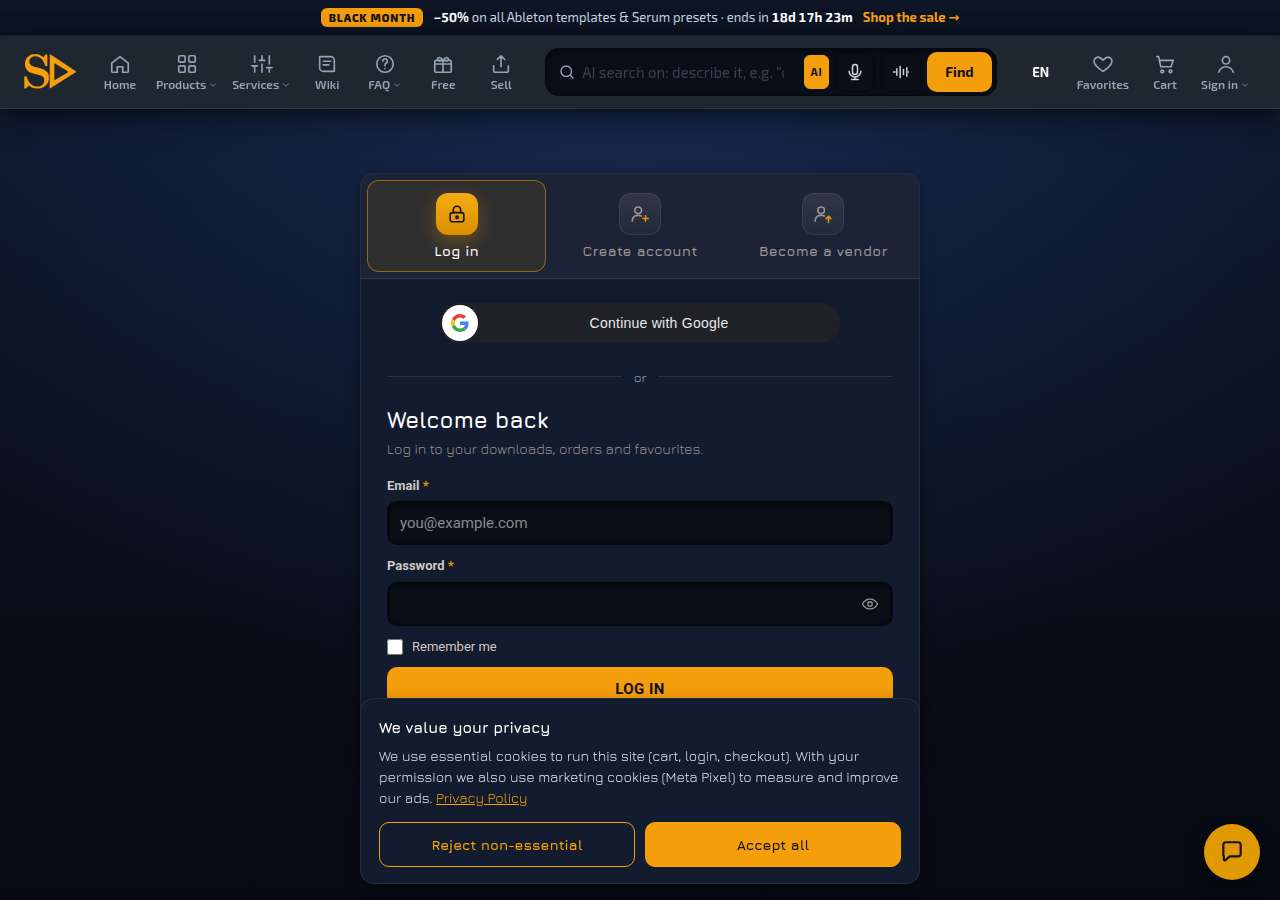 BLACK MONTH −50% on all Ableton templates & Serum presets · ends in 18d 17h 23m Shop the sale →
Home
Products
Services
Wiki
FAQ
Free
Sell
AI search on: describe it, e.g. "
AI
Find
EN
Favorites
Cart
Sign in
Log in
Create account
Become a vendor
Continue with Google
or
Welcome back
Log in to your downloads, orders and favourites.
Email *
you@example.com
Password *
Remember me
LOG IN
We value your privacy
We use essential cookies to run this site (cart, login, checkout). With your
permission we also use marketing cookies (Meta Pixel) to measure and improve
our ads. Privacy Policy
Reject non-essential
Accept all